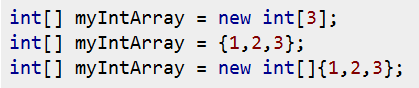 int[] myIntArray = new int[3];
int[] myIntArray = {1,2,3};
int[] myIntArray = new int[]{1,2,3};